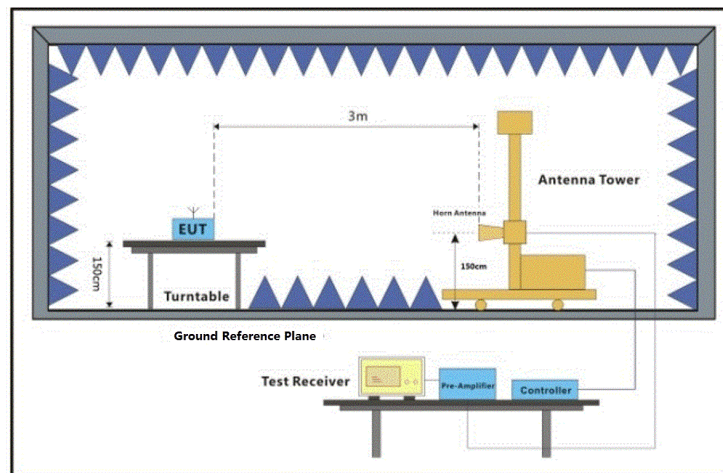 3m
Antenna Tower
Horn Antenna
EUT
150cm
150cm
Turntable
Ground Reference Plane
Test Receiver
Pre-Amplifier
Controller